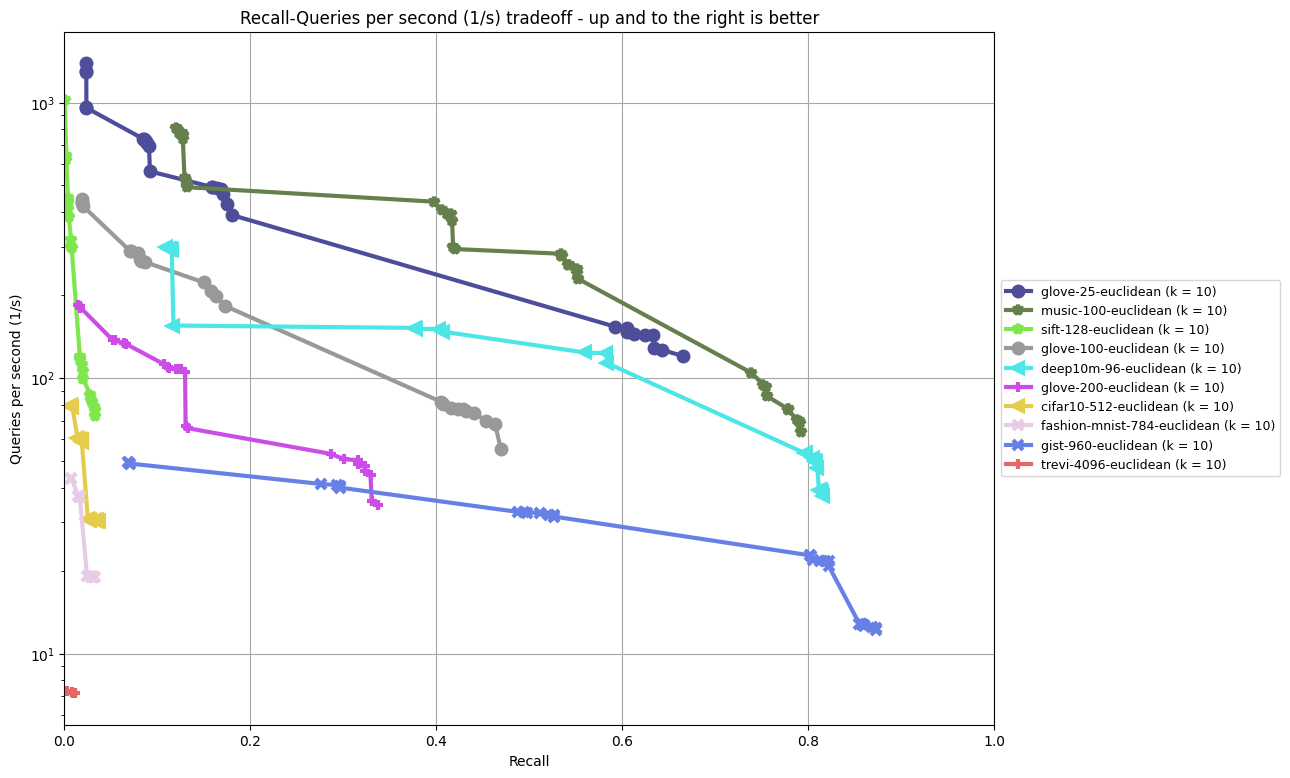 Recall-Queries per second (1/s) tradeoff - up and to the right is better
Queries per second (1/s)
10³
10²
10¹
0.0 0.2 0.4 0.6 0.8 1.0
Recall
glove-25-euclidean (k = 10)
music-100-euclidean (k = 10)
sift-128-euclidean (k = 10)
glove-100-euclidean (k = 10)
deep10m-96-euclidean (k = 10)
glove-200-euclidean (k = 10)
cifar10-512-euclidean (k = 10)
fashion-mnist-784-euclidean (k = 10)
gist-960-euclidean (k = 10)
trevi-4096-euclidean (k = 10)